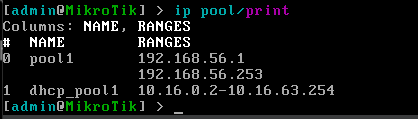 [admin@MikroTik] > ip pool/print
Columns: NAME, RANGES
# NAME RANGES
0 pool1 192.168.56.1
192.168.56.253
1 dhcp_pool1 10.16.0.2-10.16.63.254
[admin@MikroTik] > _